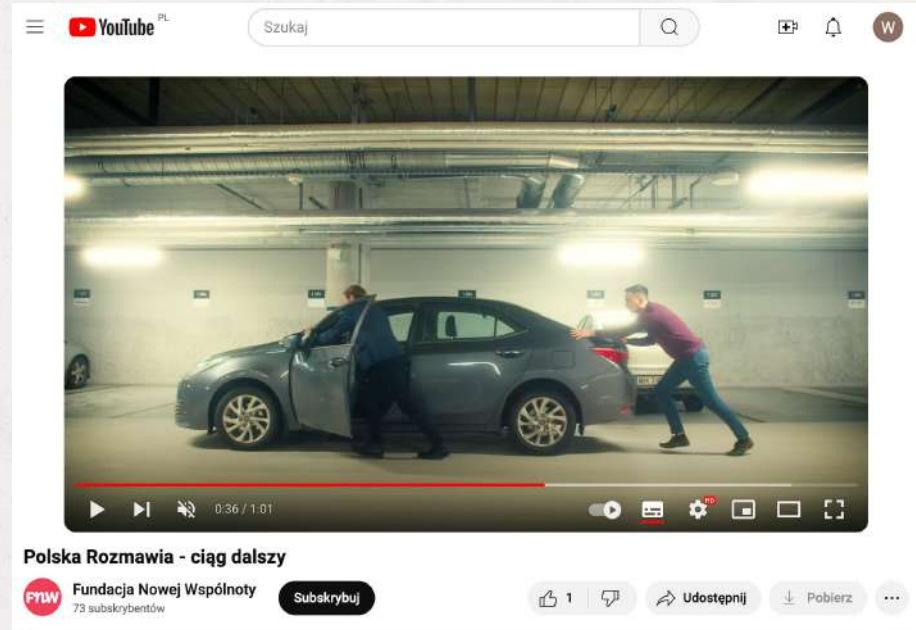 YouTube PL
Szukaj
W
0:36 / 1:01
HD
Polska Rozmawia - ciąg dalszy
FNW
Fundacja Nowej Wspólnoty
73 subskrybentów
Subskrybuj
1
Udostępnij
Pobierz